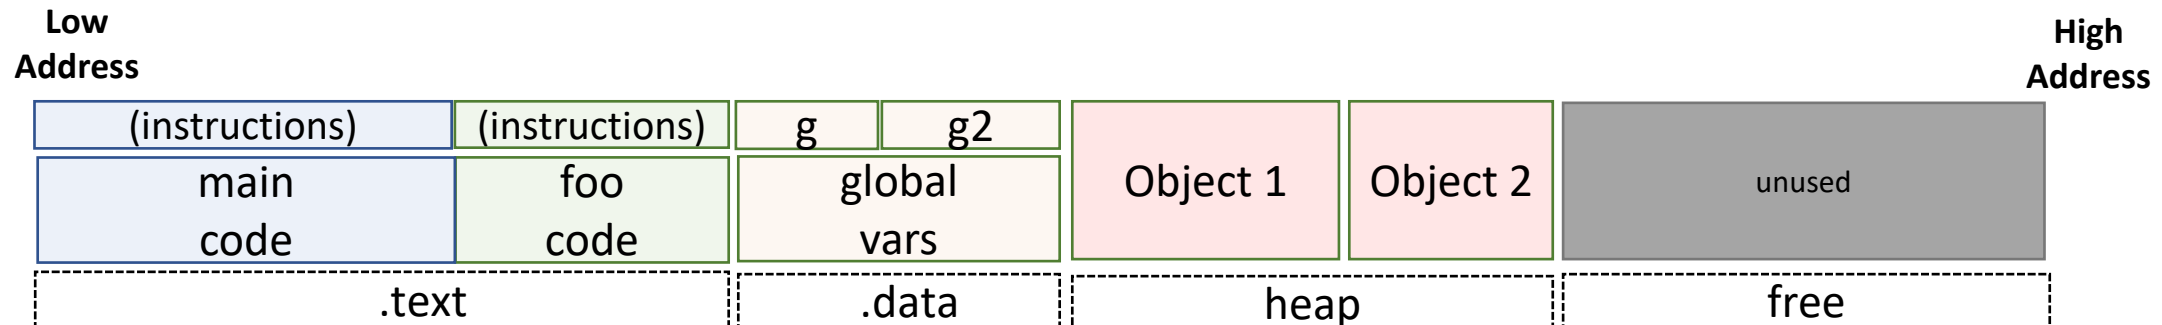 Low
Address
High
Address
(instructions) (instructions) g g2
main
code
foo
code
global
vars
Object 1
Object 2
unused
.text .data heap free